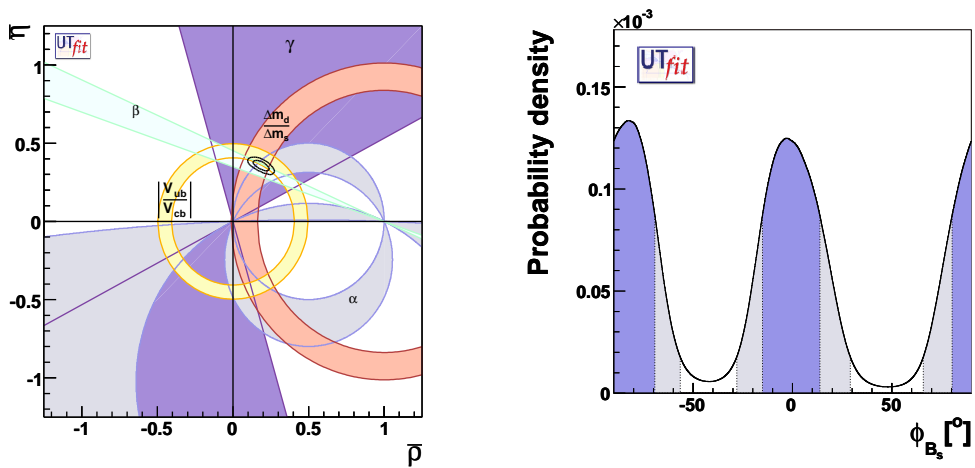 η̅
UTfit
γ
β
Δm_d
Δm_s
|V_ub|
|V_cb|
α
1
0.5
0
-0.5
-1
-1 -0.5 0 0.5 1
ρ̅
×10⁻³
UTfit
Probability density
0.15
0.1
0.05
0
-50 0 50
ϕ_Bs[°]